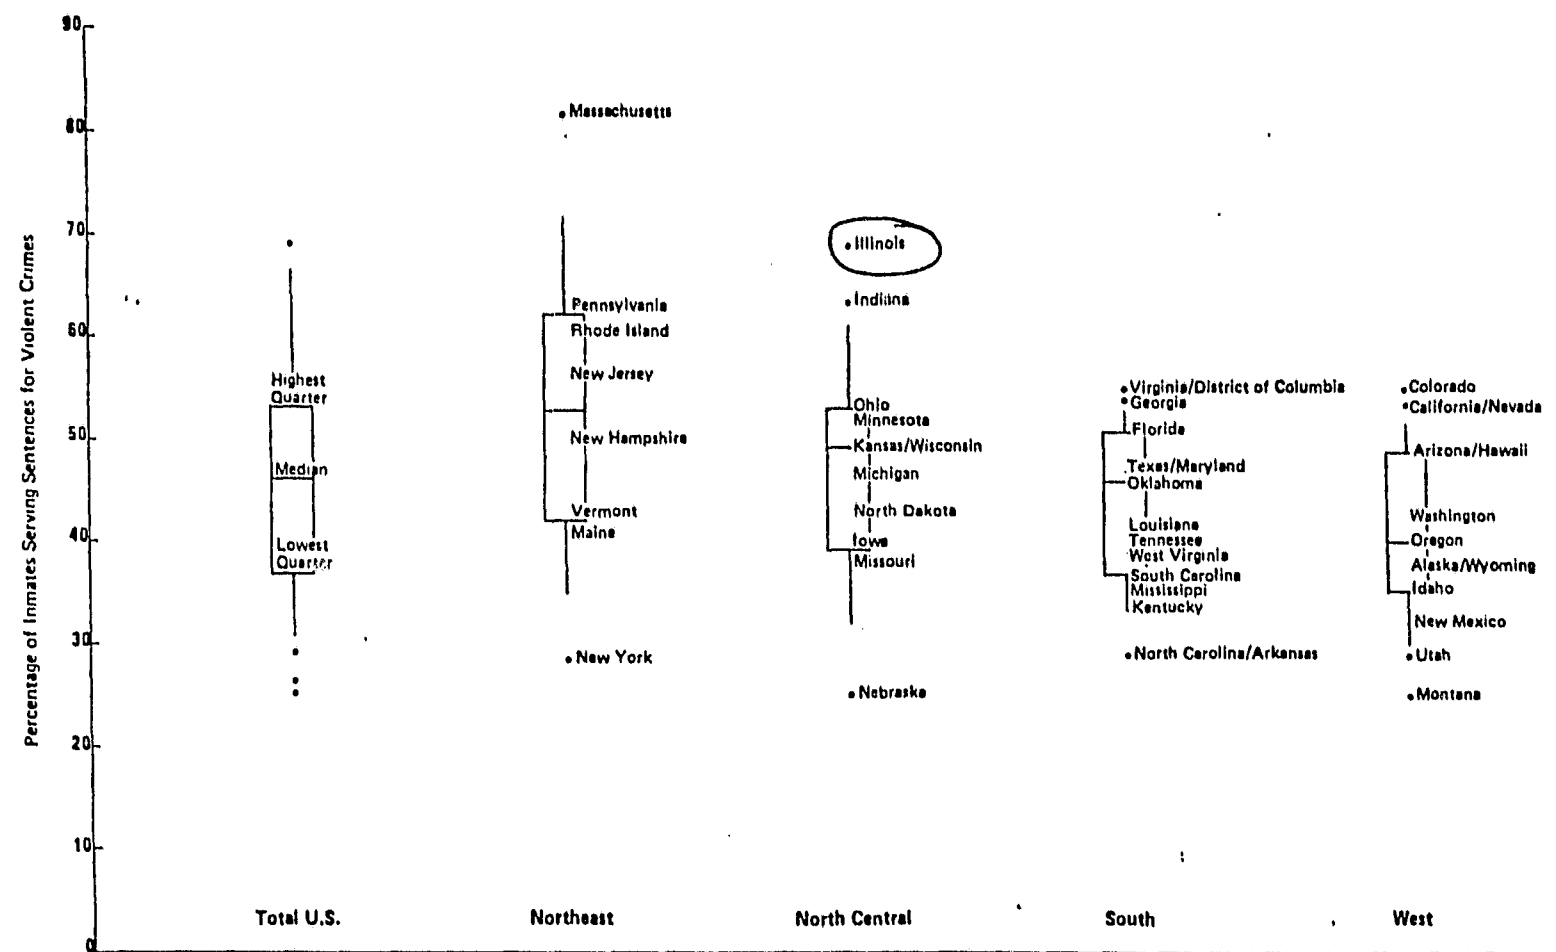 Percentage of Inmates Serving Sentences for Violent Crimes
90
80
70
60
50
40
30
20
10
0
Highest
Quarter
Median
Lowest
Quarter
Total U.S.
Massachusetts
Pennsylvania
Rhode Island
New Jersey
New Hampshire
Vermont
Maine
New York
Northeast
Illinois
Indiana
Ohio
Minnesota
Kansas/Wisconsin
Michigan
North Dakota
Iowa
Missouri
Nebraska
North Central
Virginia/District of Columbia
Georgia
Florida
Texas/Maryland
Oklahoma
Louisiana
Tennessee
West Virginia
South Carolina
Mississippi
Kentucky
North Carolina/Arkansas
South
Colorado
California/Nevada
Arizona/Hawaii
Washington
Oregon
Alaska/Wyoming
Idaho
New Mexico
Utah
Montana
West